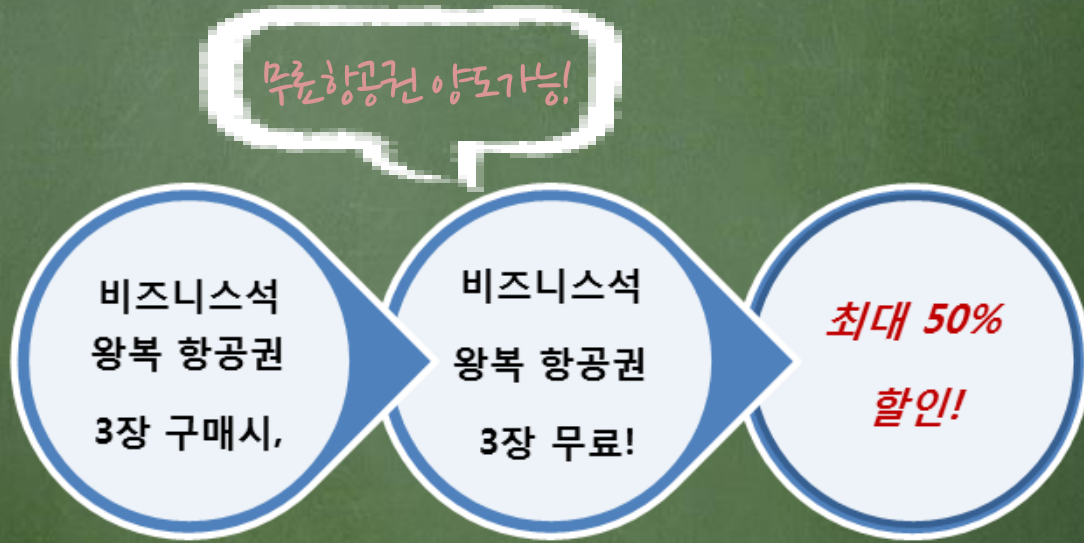 무료항공권 양도가능!
비즈니스석
왕복 항공권
3장 구매시,
비즈니스석
왕복 항공권
3장 무료!
최대 50%
할인!